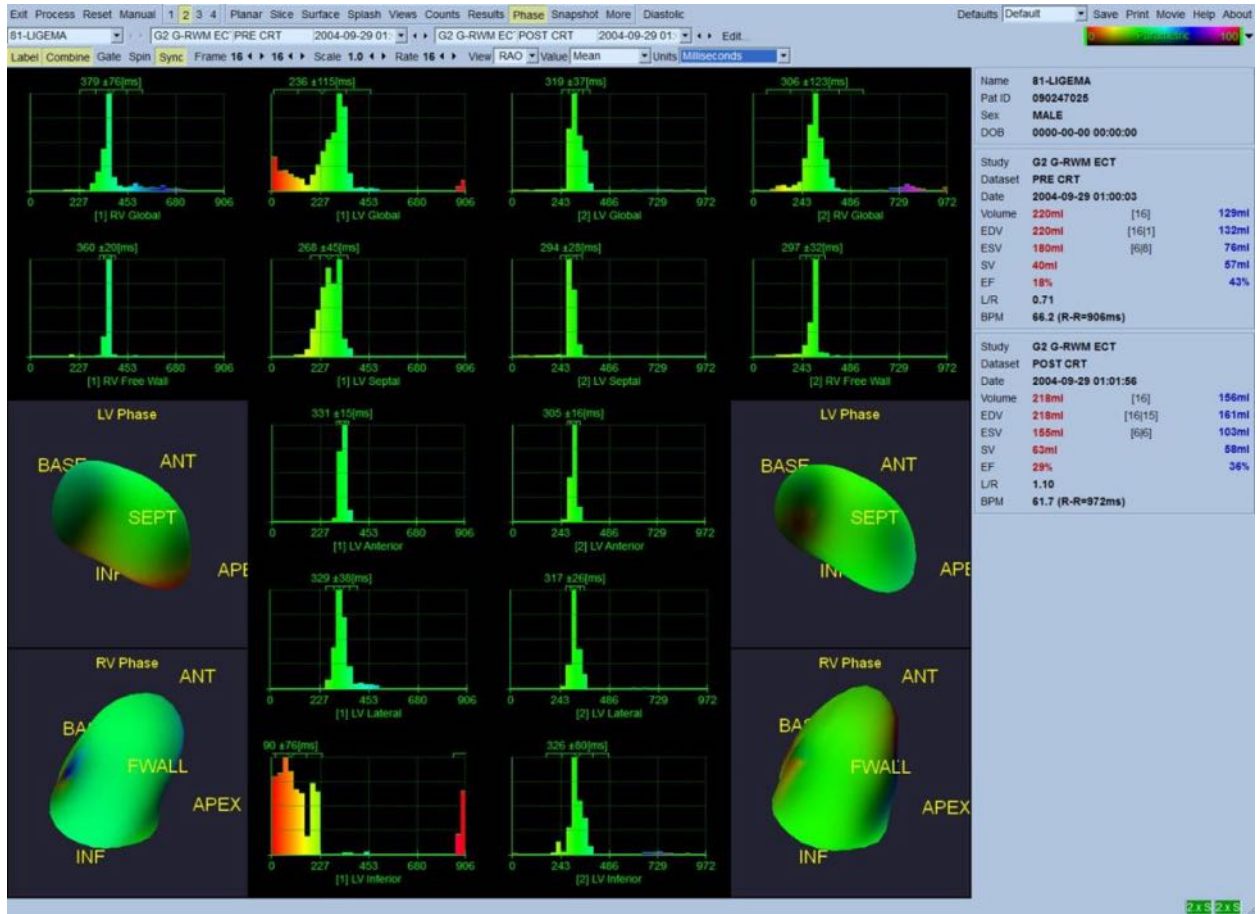 Exit Process Reset Manual 1 2 3 4 Planar Slice Surface Splash Views Counts Results Phase Snapshot More Diastolic Defaults Default Save Print Movie Help About
81-LIGEMA G2 G-RWM EC PRE CRT 2004-09-29 01: G2 G-RWM EC POST CRT 2004-09-29 01: Edit... 0 Parametric 100
Label Combine Gate Spin Sync Frame 16 16 Scale 1.0 Rate 16 View RAO Value Mean Units Milliseconds
379 ±76[ms] 236 ±115[ms] 319 ±37[ms] 306 ±123[ms]
0 227 453 680 906 0 227 453 680 906 0 243 486 729 972 0 243 486 729 972
[1] RV Global [1] LV Global [2] LV Global [2] RV Global
360 ±20[ms] 268 ±45[ms] 294 ±28[ms] 297 ±32[ms]
0 227 453 680 906 0 227 453 680 906 0 243 486 729 972 0 243 486 729 972
[1] RV Free Wall [1] LV Septal [2] LV Septal [2] RV Free Wall
LV Phase
BASE ANT
SEPT
INF APE
331 ±15[ms] 305 ±16[ms]
0 227 453 680 906 0 243 486 729 972
[1] LV Anterior [2] LV Anterior
LV Phase
BASE ANT
SEPT
IN APE
329 ±38[ms] 317 ±26[ms]
0 227 453 680 906 0 243 486 729 972
[1] LV Lateral [2] LV Lateral
RV Phase
ANT
BA
FWALL
APEX
INF
90 ±76[ms] 326 ±80[ms]
0 227 453 680 906 0 243 486 729 972
[1] LV Inferior [2] LV Inferior
RV Phase
ANT
BA
FWALL
APEX
INF
Name 81-LIGEMA
Pat ID 090247025
Sex MALE
DOB 0000-00-00 00:00:00
Study G2 G-RWM ECT
Dataset PRE CRT
Date 2004-09-29 01:00:03
Volume 220ml [16] 129ml
EDV 220ml [16|1] 132ml
ESV 180ml [6|8] 76ml
SV 40ml 57ml
EF 18% 43%
L/R 0.71
BPM 66.2 (R-R=906ms)
Study G2 G-RWM ECT
Dataset POST CRT
Date 2004-09-29 01:01:56
Volume 218ml [16] 156ml
EDV 218ml [16|15] 161ml
ESV 155ml [6|6] 103ml
SV 63ml 58ml
EF 29% 36%
L/R 1.10
BPM 61.7 (R-R=972ms)
2 x S 2 x S